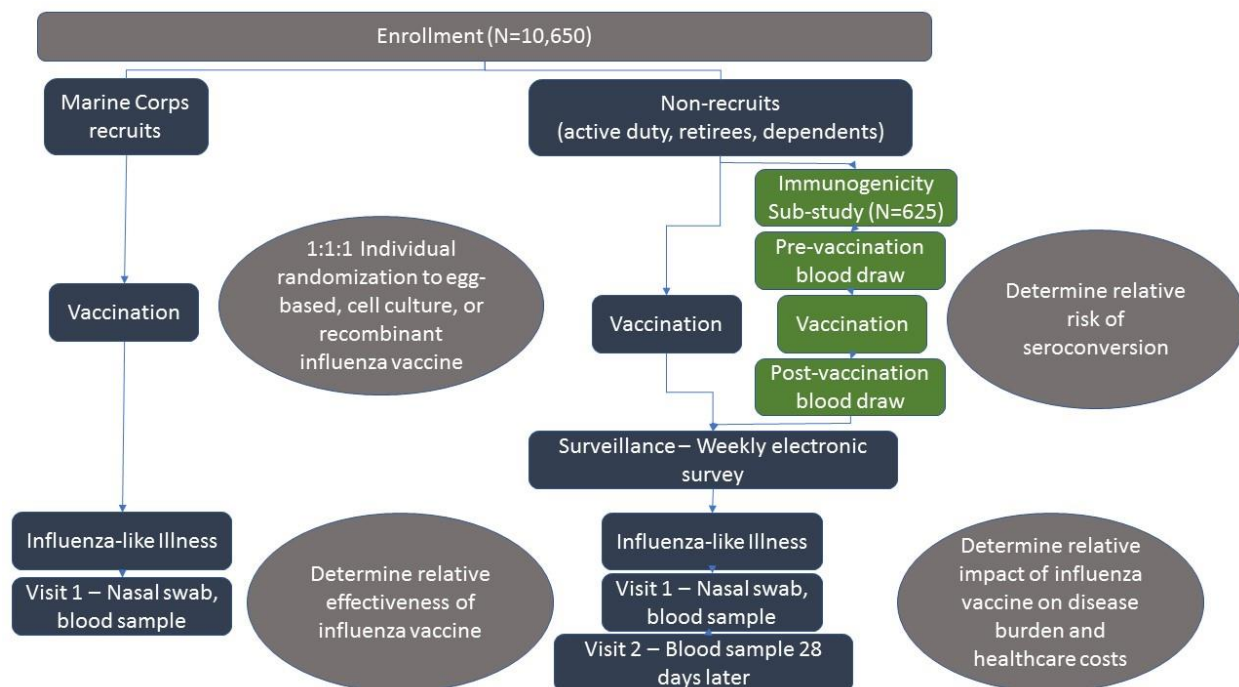 Enrollment (N=10,650)
Marine Corps
recruits
Non-recruits
(active duty, retirees, dependents)
Immunogenicity
Sub-study (N=625)
1:1:1 Individual
randomization to egg-
based, cell culture, or
recombinant
influenza vaccine
Pre-vaccination
blood draw
Vaccination
Vaccination
Vaccination
Determine relative
risk of
seroconversion
Post-vaccination
blood draw
Surveillance – Weekly electronic
survey
Influenza-like Illness
Visit 1 – Nasal swab,
blood sample
Determine relative
effectiveness of
influenza vaccine
Influenza-like Illness
Visit 1 – Nasal swab,
blood sample
Visit 2 – Blood sample 28
days later
Determine relative
impact of influenza
vaccine on disease
burden and
healthcare costs